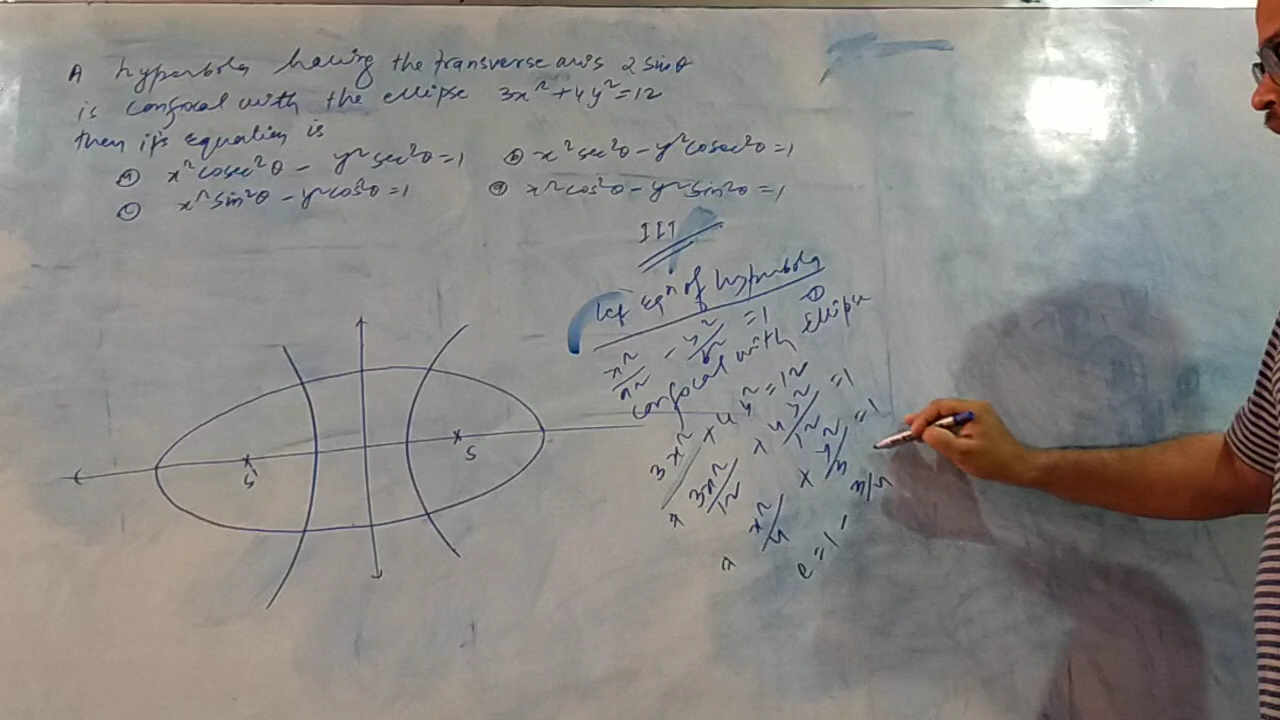 A hyperbola having the transverse axis 2 sinθ
is confocal with the ellipse 3x² + 4y² = 12
then its equation is
ⓐ x² cosec²θ - y² sec²θ = 1 ⓑ x² sec²θ - y² cosec²θ = 1
ⓒ x² sin²θ - y² cos²θ = 1 ⓓ x² cos²θ - y² sin²θ = 1
IIT
Let eqⁿ of hyperbola
x²/a² - y²/b² = 1 ①
confocal with Ellipse
3x² + 4y² = 12
3x²/12 + 4y²/12 = 1
x²/4 + y²/3 = 1
e = 1 - 3/4
S'
S